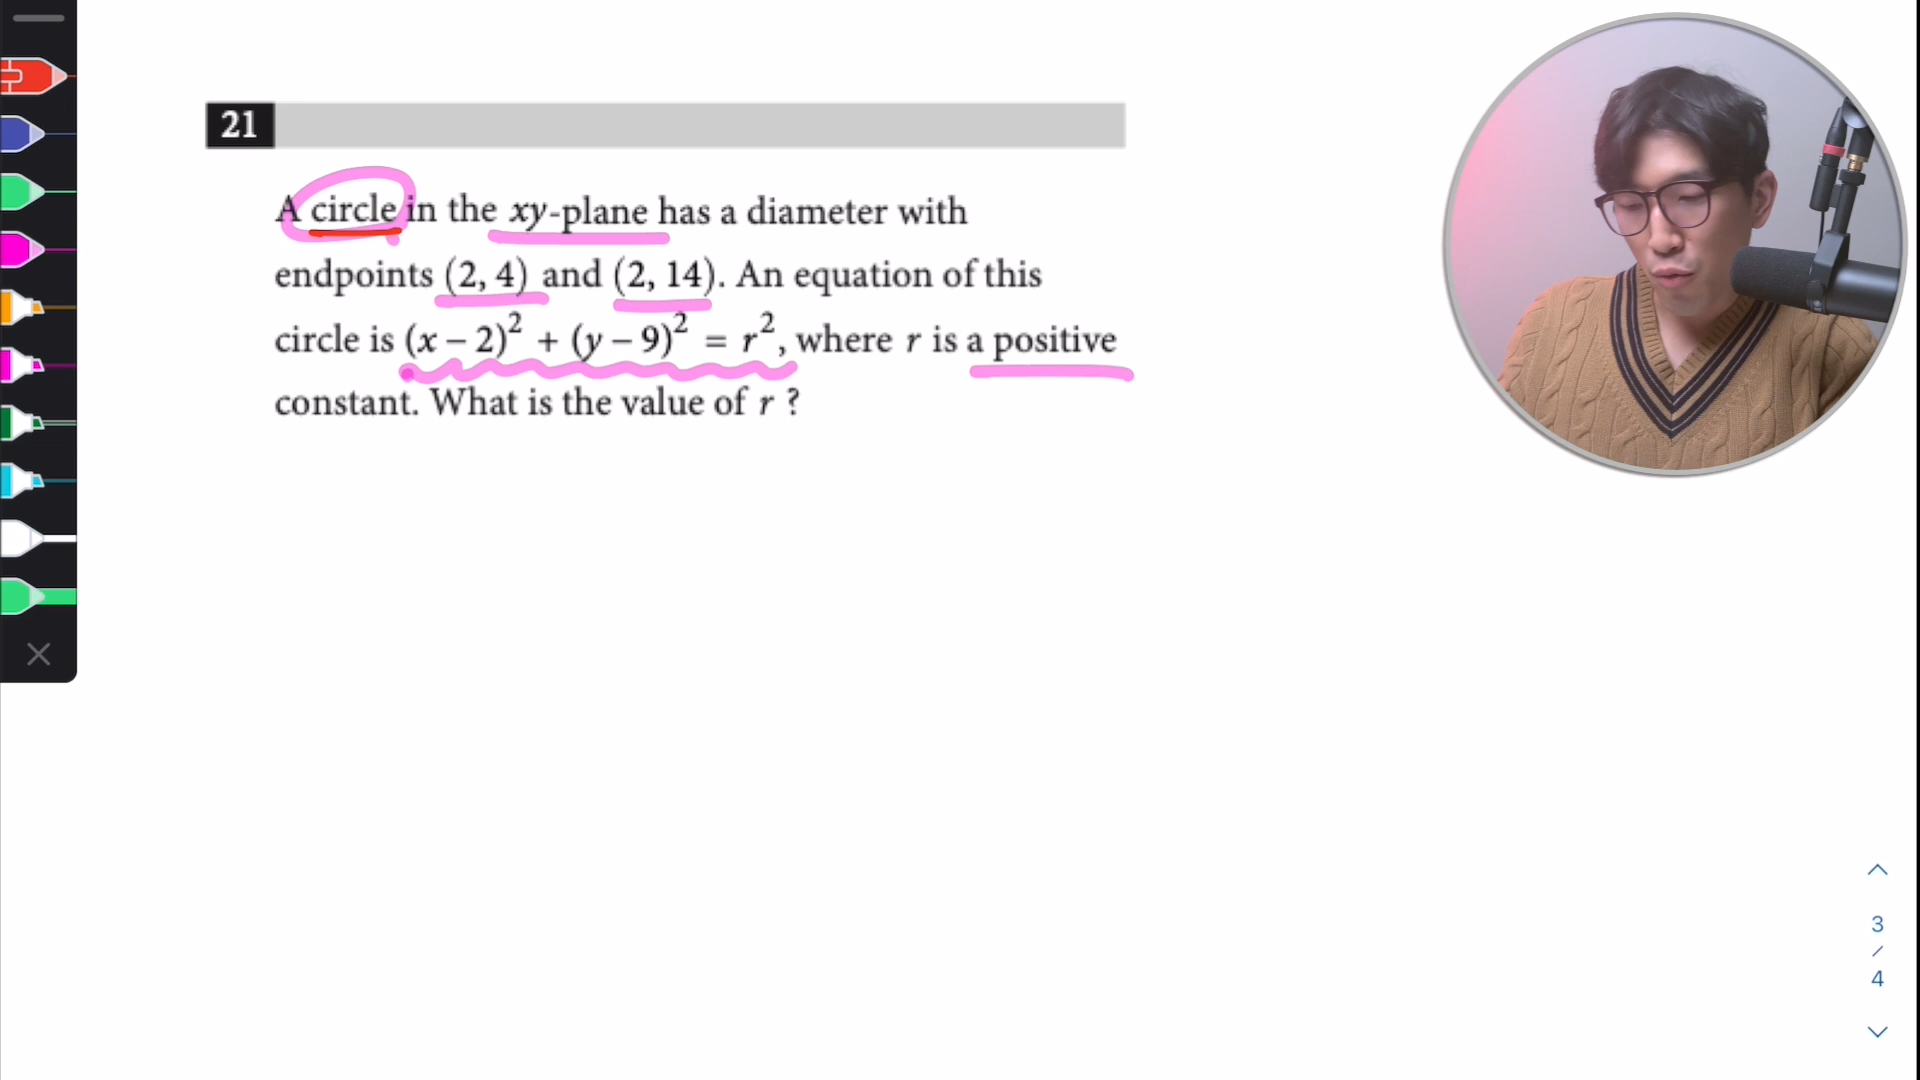 21
A circle in the xy-plane has a diameter with
endpoints (2, 4) and (2, 14). An equation of this
circle is (x – 2)² + (y – 9)² = r², where r is a positive
constant. What is the value of r ?
3
/
4